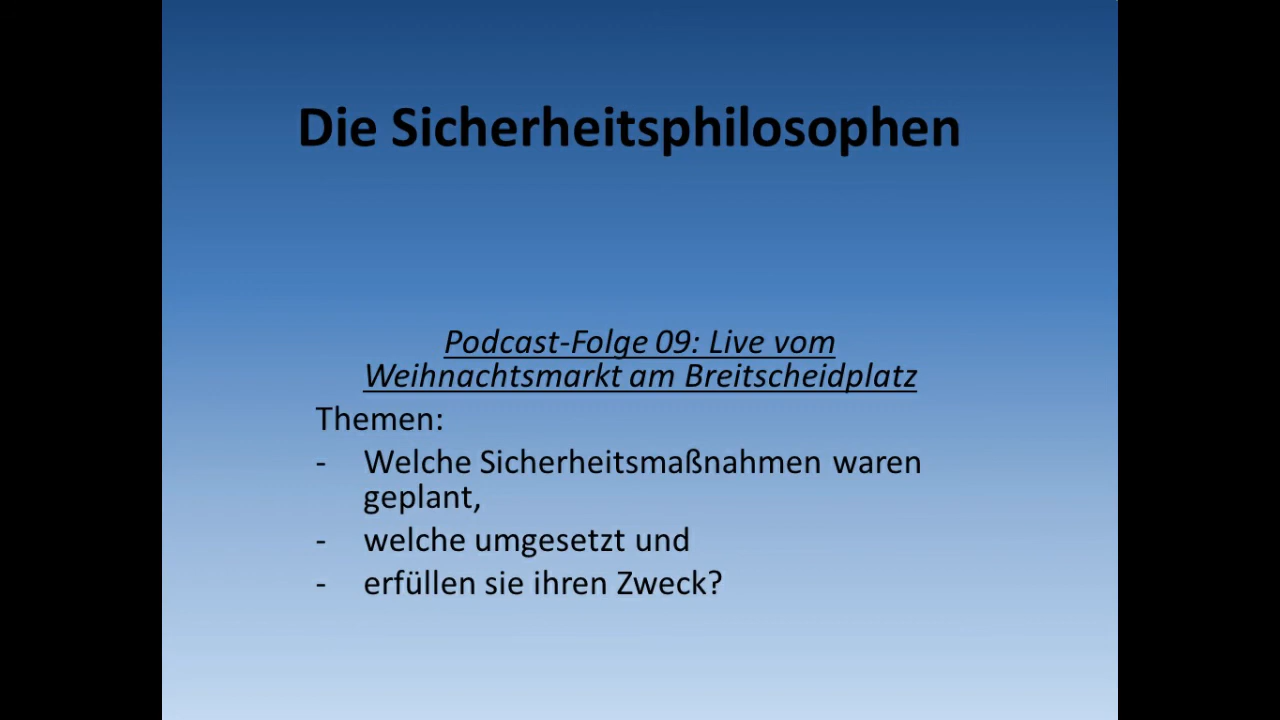 Die Sicherheitsphilosophen
Podcast-Folge 09: Live vom
Weihnachtsmarkt am Breitscheidplatz
Themen:
- Welche Sicherheitsmaßnahmen waren
geplant,
- welche umgesetzt und
- erfüllen sie ihren Zweck?